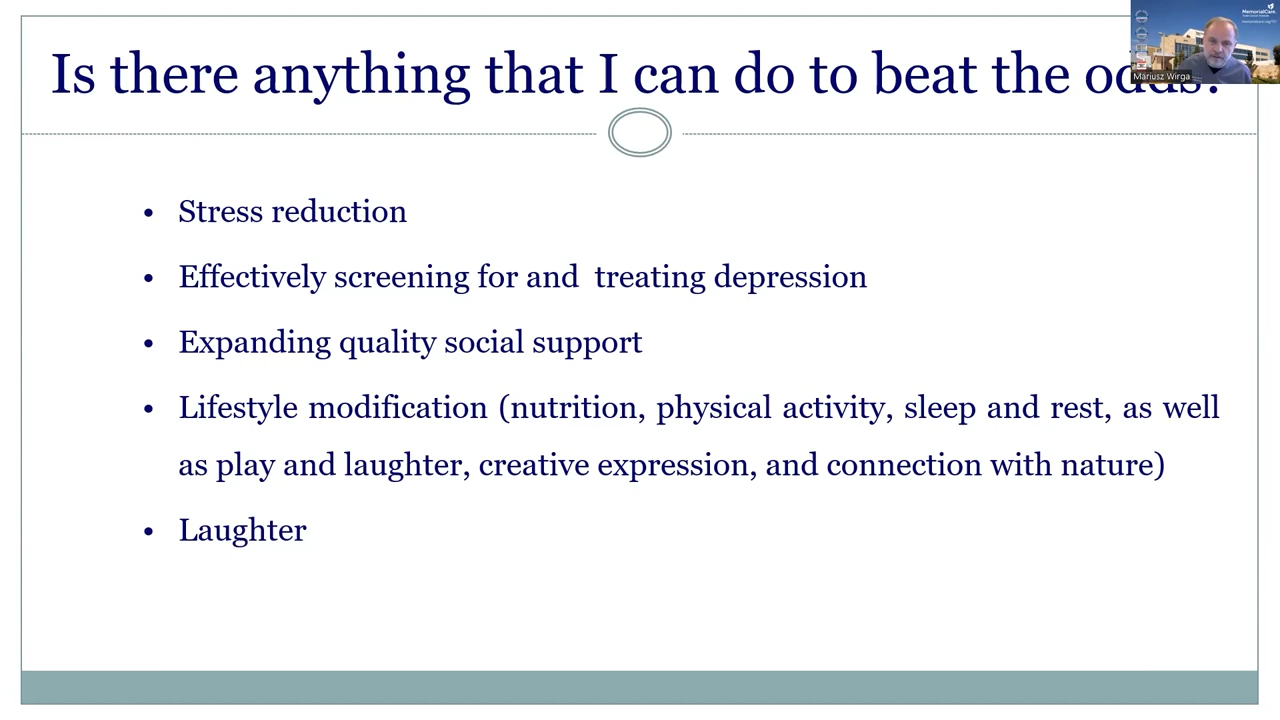 Is there anything that I can do to beat the odds?
MemorialCare
Mariusz Wirga
• Stress reduction
• Effectively screening for and  treating depression
• Expanding quality social support
• Lifestyle modification (nutrition, physical activity, sleep and rest, as well
as play and laughter, creative expression, and connection with nature)
• Laughter